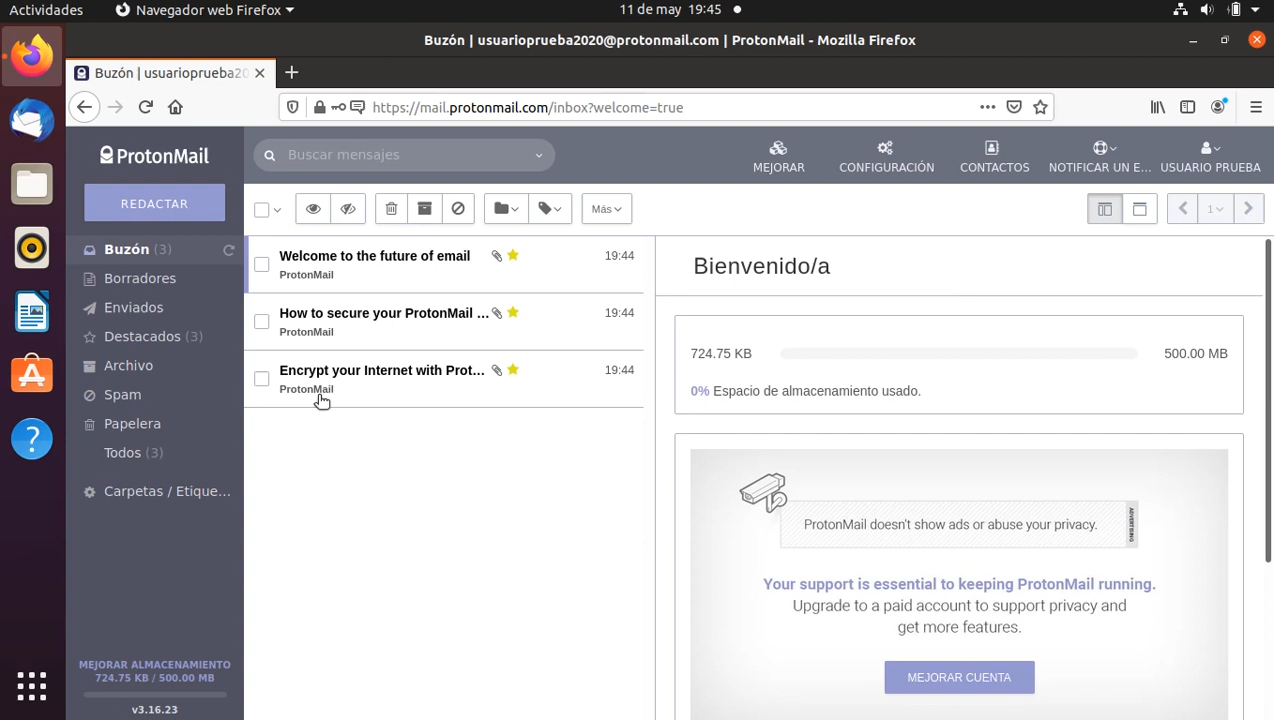 Actividades
Navegador web Firefox
11 de may 19:45
Buzón | usuarioprueba2020@protonmail.com | ProtonMail - Mozilla Firefox
Buzón | usuarioprueba20
https://mail.protonmail.com/inbox?welcome=true
ProtonMail
Buscar mensajes
MEJORAR
CONFIGURACIÓN
CONTACTOS
NOTIFICAR UN E...
USUARIO PRUEBA
REDACTAR
Más
1
Buzón (3)
Borradores
Enviados
Destacados (3)
Archivo
Spam
Papelera
Todos (3)
Carpetas / Etique...
MEJORAR ALMACENAMIENTO
724.75 KB / 500.00 MB
v3.16.23
Welcome to the future of email 19:44
ProtonMail
How to secure your ProtonMail ... 19:44
ProtonMail
Encrypt your Internet with Prot... 19:44
ProtonMail
Bienvenido/a
724.75 KB 500.00 MB
0% Espacio de almacenamiento usado.
ProtonMail doesn't show ads or abuse your privacy.
ADVERTISING
Your support is essential to keeping ProtonMail running.
Upgrade to a paid account to support privacy and
get more features.
MEJORAR CUENTA